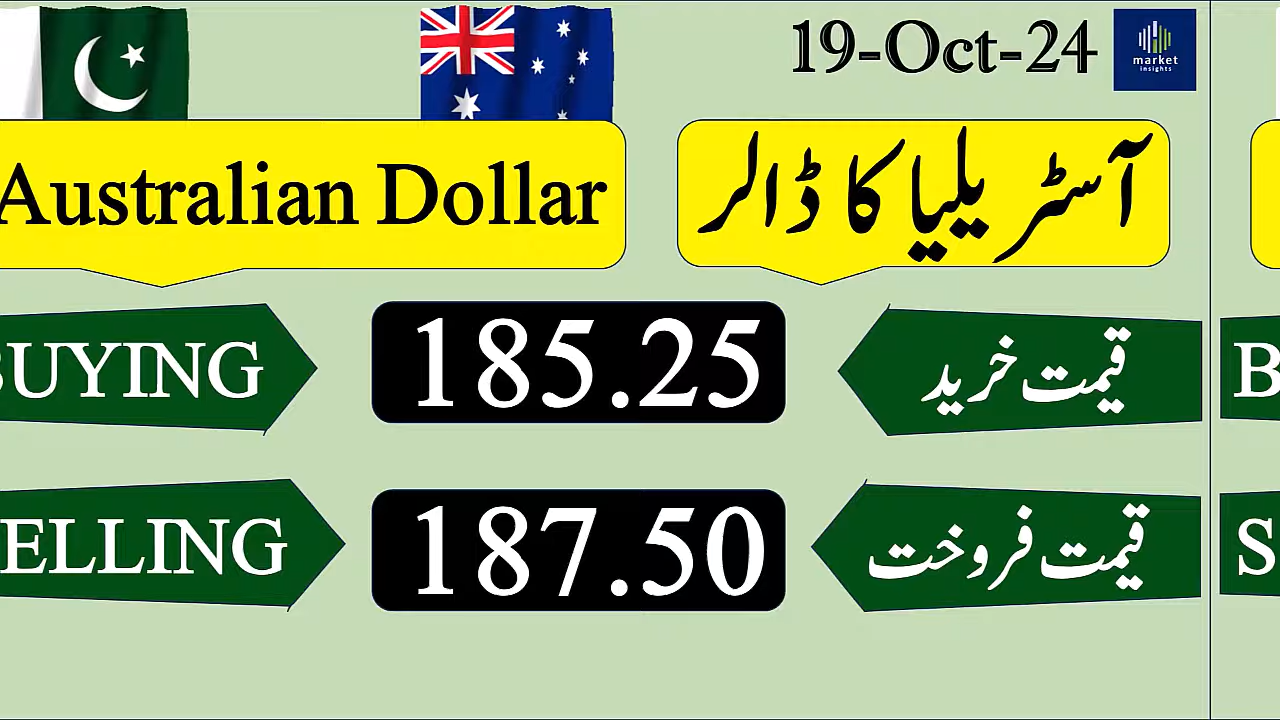 19-Oct-24
market
insights
Australian Dollar
آسٹریلیا کا ڈالر
BUYING
185.25
قیمت خرید
B
SELLING
187.50
قیمت فروخت
S